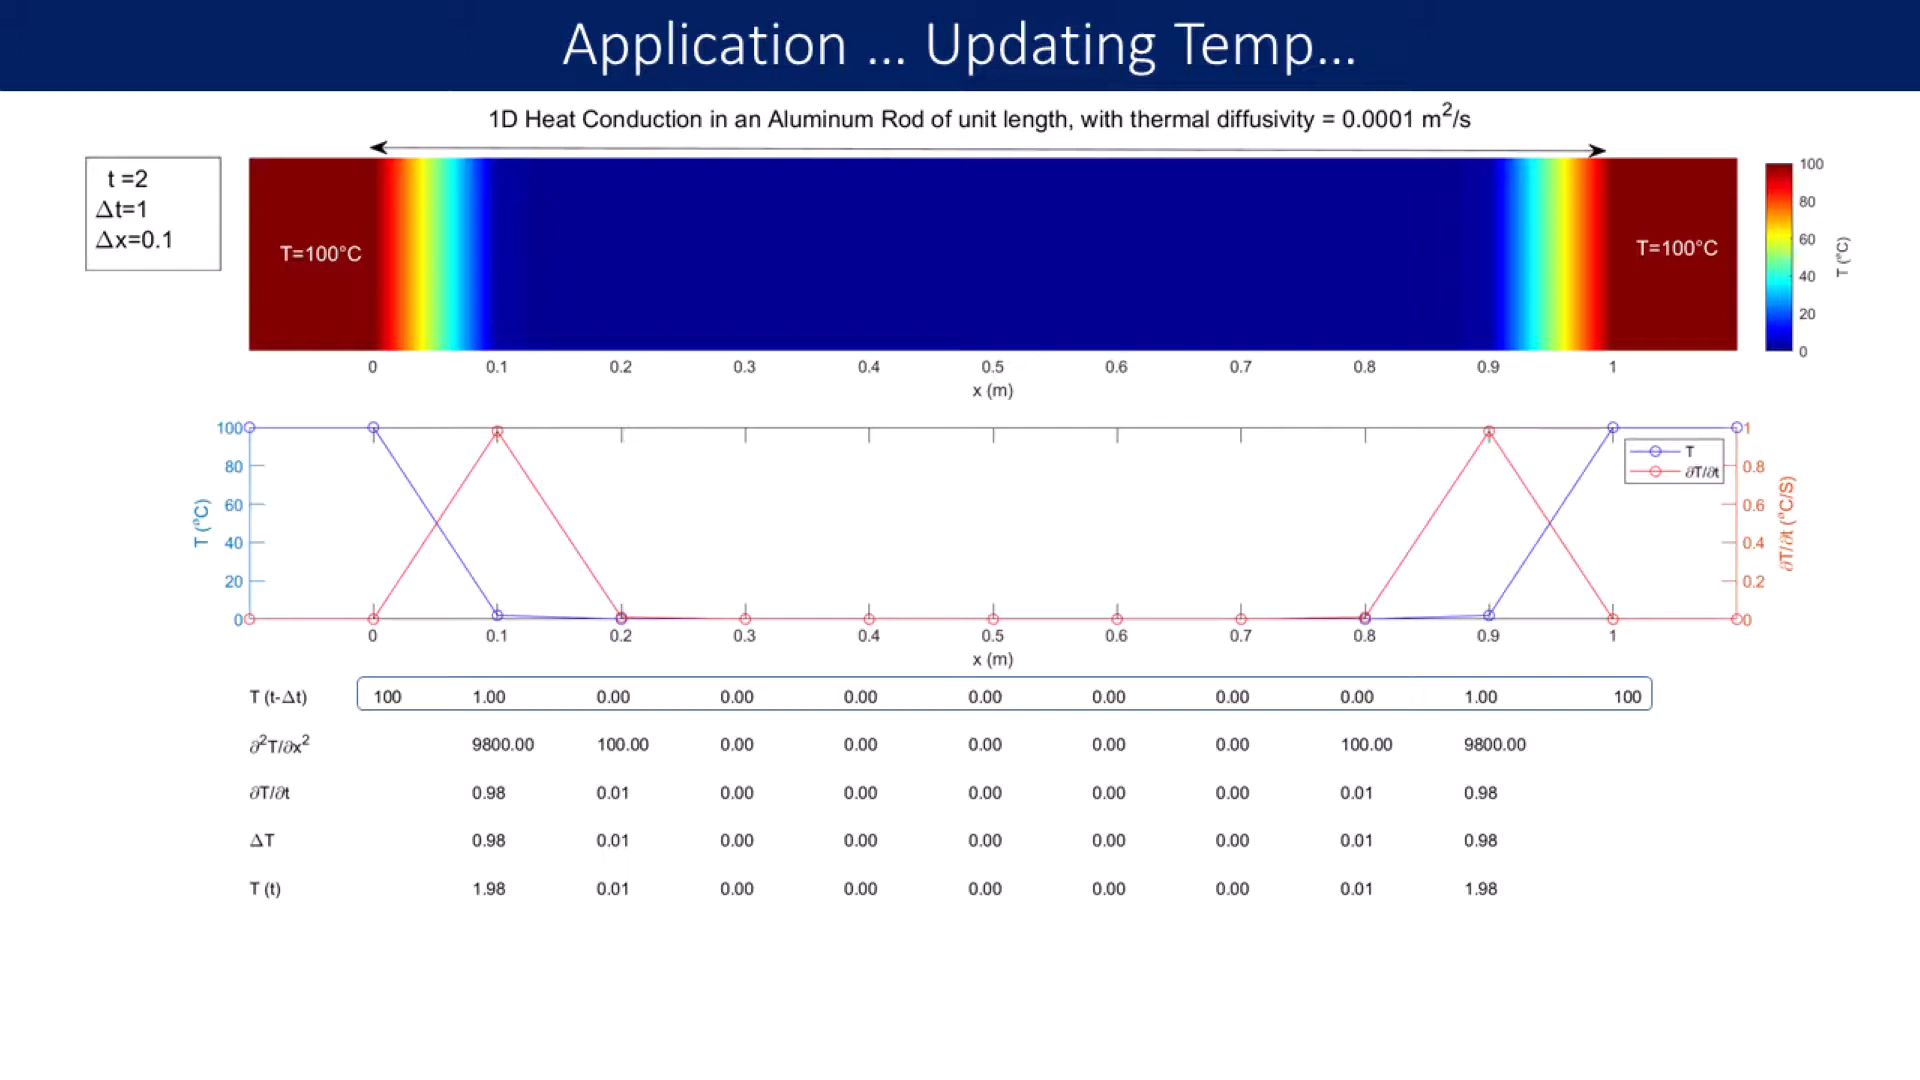 Application ... Updating Temp...
1D Heat Conduction in an Aluminum Rod of unit length, with thermal diffusivity = 0.0001 m²/s
t =2
Δt=1
Δx=0.1
T=100°C
T=100°C
100
80
60
40
20
0
T (°C)
0 0.1 0.2 0.3 0.4 0.5 0.6 0.7 0.8 0.9 1
x (m)
100
80
60
40
20
0
T (°C)
1
0.8
0.6
0.4
0.2
0
∂T/∂t (°C/S)
T
∂T/∂t
0 0.1 0.2 0.3 0.4 0.5 0.6 0.7 0.8 0.9 1
x (m)
T (t-Δt) 100 1.00 0.00 0.00 0.00 0.00 0.00 0.00 0.00 1.00 100
∂²T/∂x² 9800.00 100.00 0.00 0.00 0.00 0.00 0.00 100.00 9800.00
∂T/∂t 0.98 0.01 0.00 0.00 0.00 0.00 0.00 0.01 0.98
ΔT 0.98 0.01 0.00 0.00 0.00 0.00 0.00 0.01 0.98
T (t) 1.98 0.01 0.00 0.00 0.00 0.00 0.00 0.01 1.98